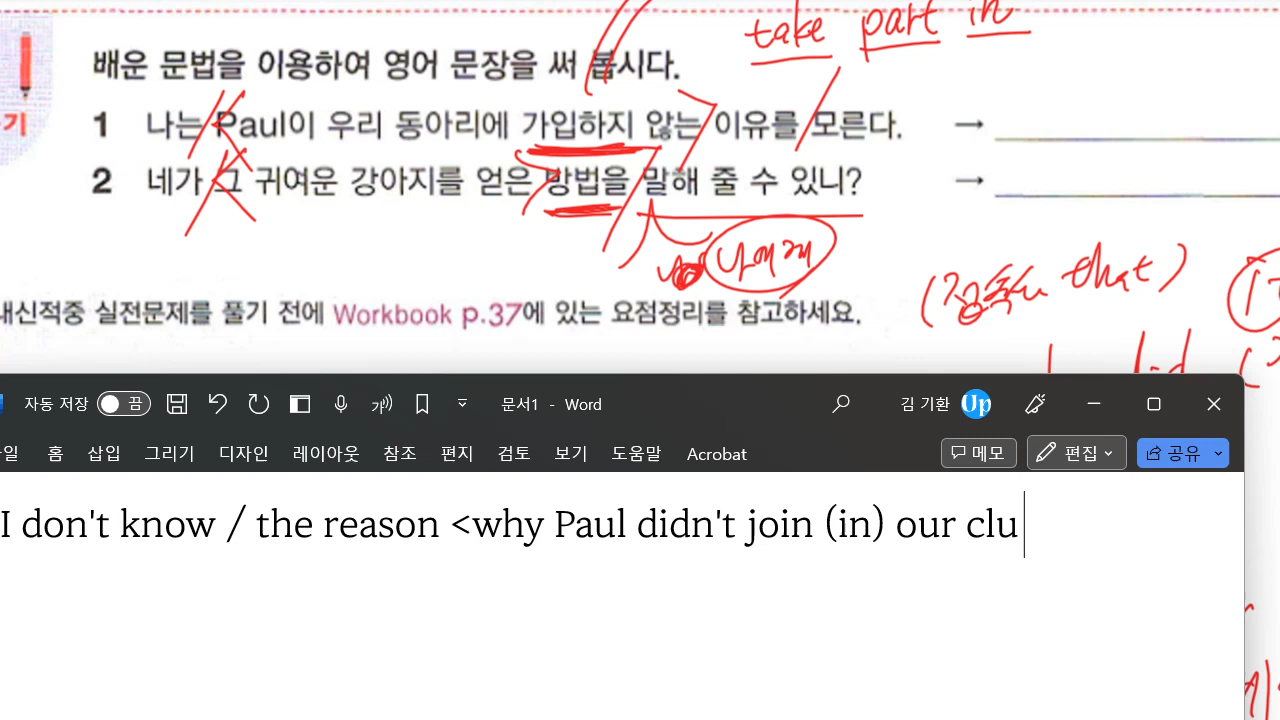 take part in
배운 문법을 이용하여 영어 문장을 써 봅시다.
기
1 나는 Paul이 우리 동아리에 가입하지 않는 이유를 모른다. →
2 네가 그 귀여운 강아지를 얻은 방법을 말해 줄 수 있니? →
나에게
(접속사 that)
내신적중 실전문제를 풀기 전에 Workbook p.37에 있는 요점정리를 참고하세요.
자동 저장 끔 가)) 문서1 - Word 김 기환 Up
일 홈 삽입 그리기 디자인 레이아웃 참조 편지 검토 보기 도움말 Acrobat 메모 편집 공유
I don't know / the reason <why Paul didn't join (in) our clu